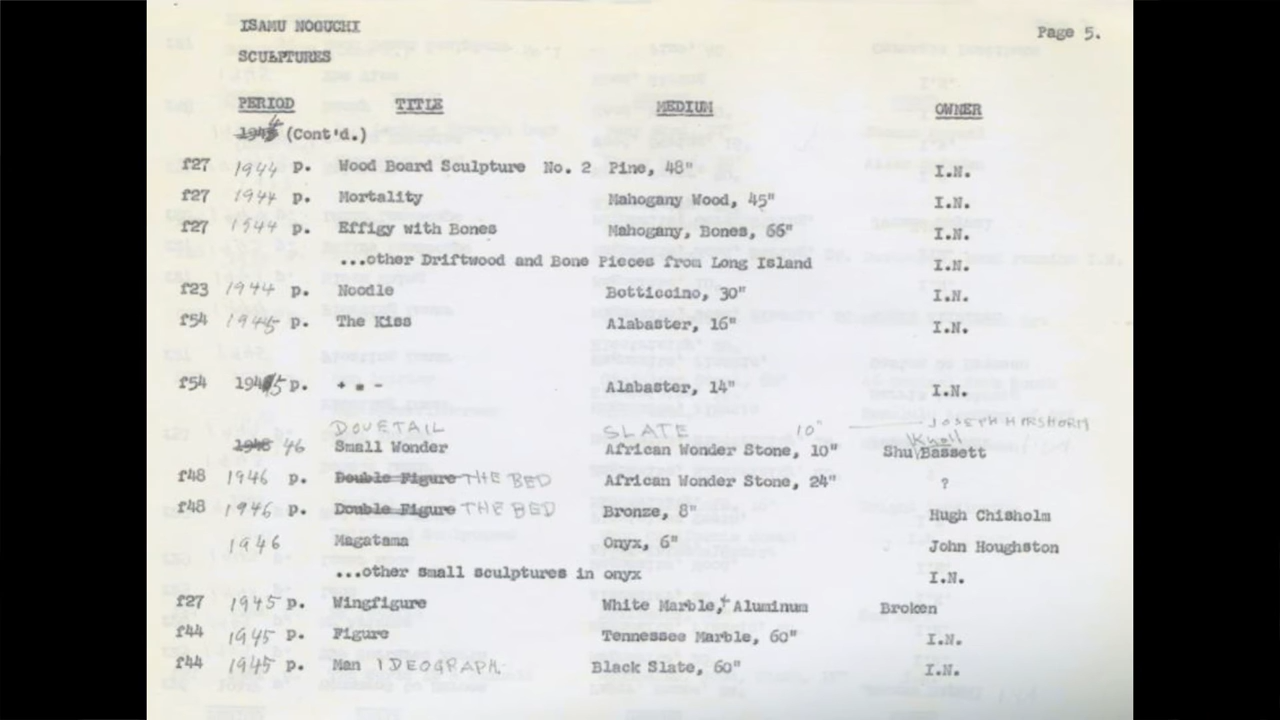 ISAMU NOGUCHI Page 5.
SCULPTURES
PERIOD TITLE MEDIUM OWNER
1944 (Cont'd.)
f27 1944 p. Wood Board Sculpture No. 2 Pine, 48" I.N.
f27 1944 p. Mortality Mahogany Wood, 45" I.N.
f27 1944 p. Effigy with Bones Mahogany, Bones, 66" I.N.
...other Driftwood and Bone Pieces from Long Island I.N.
f23 1944 p. Noodle Botticcino, 30" I.N.
f54 1945 p. The Kiss Alabaster, 16" I.N.
f54 1945 p. + = - Alabaster, 14" I.N.
DOVETAIL SLATE 10" JOSEPH HIRSHORN
1946 '46 Small Wonder African Wonder Stone, 10" Shu Knoll Bassett
f48 1946 p. Double Figure THE BED African Wonder Stone, 24" ?
f48 1946 p. Double Figure THE BED Bronze, 8" Hugh Chisholm
1946 Magatama Onyx, 6" John Houghston
...other small sculptures in onyx I.N.
f27 1945 p. Wingfigure White Marble, + Aluminum Broken
f44 1945 p. Figure Tennessee Marble, 60" I.N.
f44 1945 p. Man IDEOGRAPH Black Slate, 60" I.N.